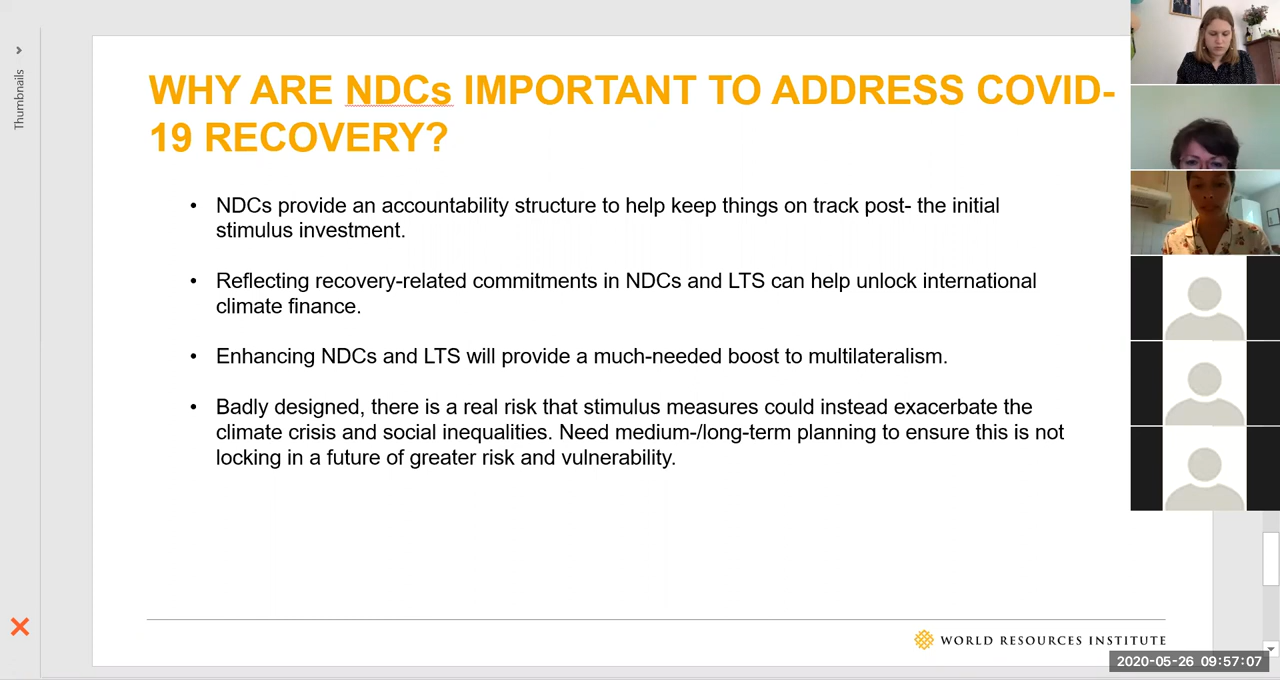 Thumbnails
WHY ARE NDCs IMPORTANT TO ADDRESS COVID-
19 RECOVERY?
• NDCs provide an accountability structure to help keep things on track post- the initial
stimulus investment.
• Reflecting recovery-related commitments in NDCs and LTS can help unlock international
climate finance.
• Enhancing NDCs and LTS will provide a much-needed boost to multilateralism.
• Badly designed, there is a real risk that stimulus measures could instead exacerbate the
climate crisis and social inequalities. Need medium-/long-term planning to ensure this is not
locking in a future of greater risk and vulnerability.
WORLD RESOURCES INSTITUTE
2020-05-26 09:57:07